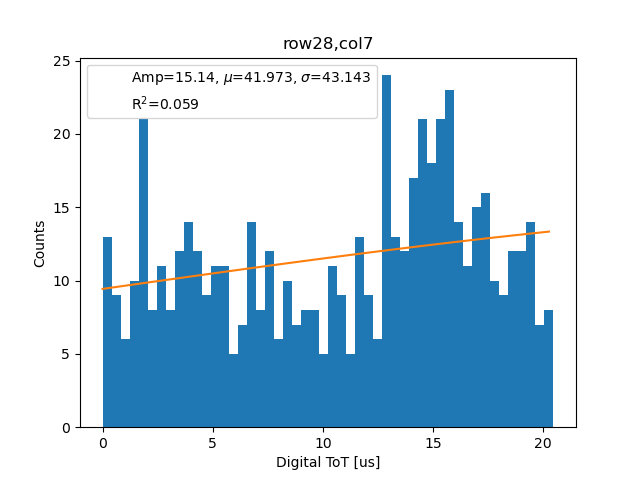 row28,col7
Amp=15.14, μ=41.973, σ=43.143
R²=0.059
25
20
15
10
5
0
Counts
0 5 10 15 20
Digital ToT [us]